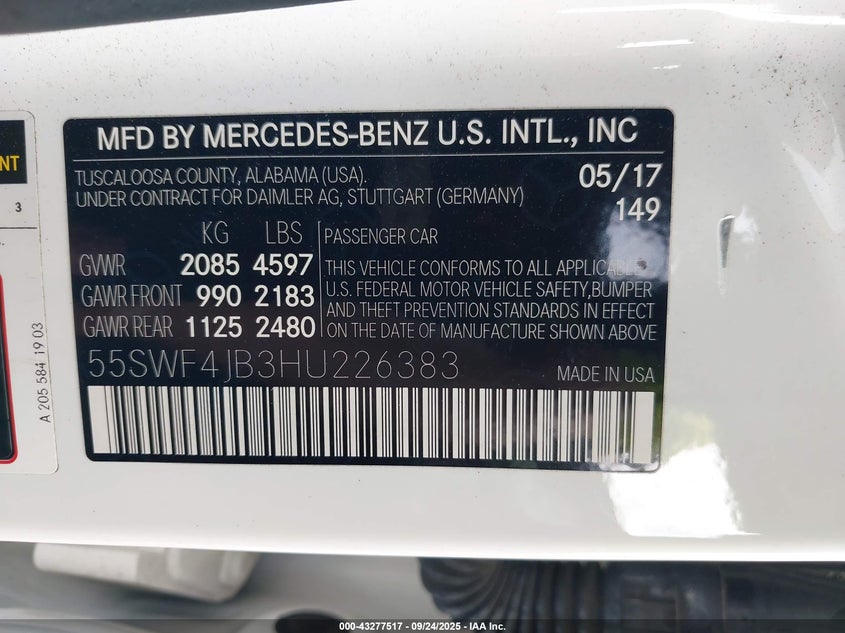 MFD BY MERCEDES-BENZ U.S. INTL., INC
TUSCALOOSA COUNTY, ALABAMA (USA).
UNDER CONTRACT FOR DAIMLER AG, STUTTGART (GERMANY)
05/17
149
KG LBS
GVWR 2085 4597
GAWR FRONT 990 2183
GAWR REAR 1125 2480
PASSENGER CAR
THIS VEHICLE CONFORMS TO ALL APPLICABLE
U.S. FEDERAL MOTOR VEHICLE SAFETY,BUMPER
AND THEFT PREVENTION STANDARDS IN EFFECT
ON THE DATE OF MANUFACTURE SHOWN ABOVE
55SWF4JB3HU226383
MADE IN USA
NT
3
A 205 584 19 03
000-43277517 - 09/24/2025 - IAA Inc.